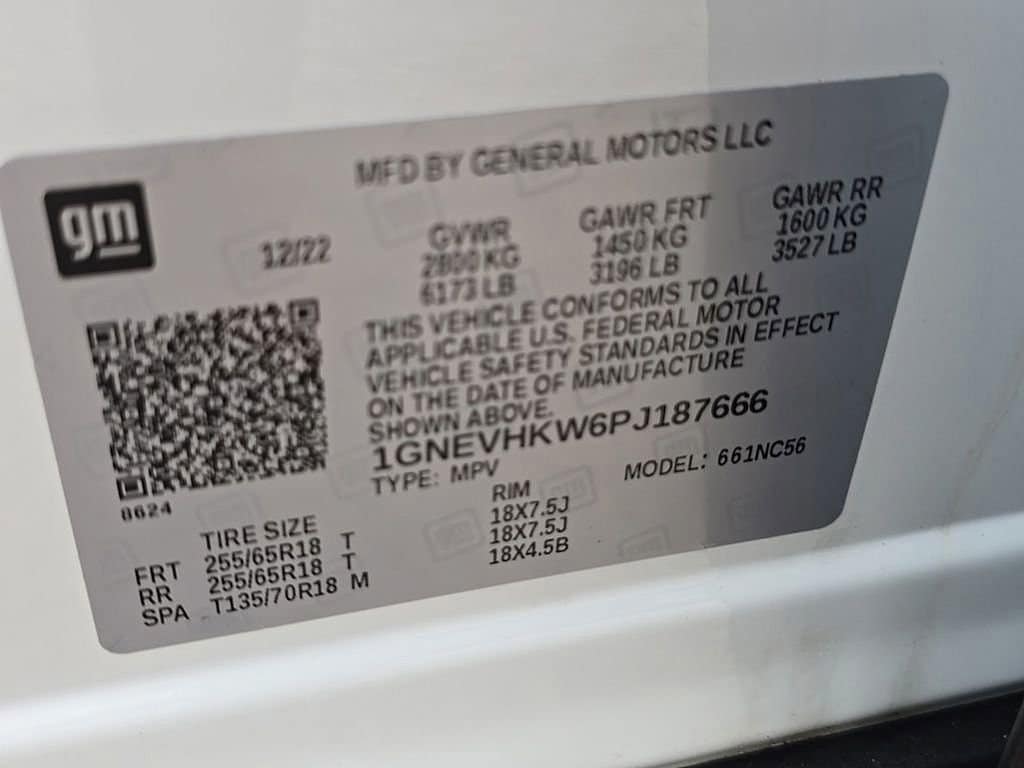 MFD BY GENERAL MOTORS LLC
gm
12/22
GVWR
2800 KG
6173 LB
GAWR FRT
1450 KG
3196 LB
GAWR RR
1600 KG
3527 LB
THIS VEHICLE CONFORMS TO ALL
APPLICABLE U.S. FEDERAL MOTOR
VEHICLE SAFETY STANDARDS IN EFFECT
ON THE DATE OF MANUFACTURE
SHOWN ABOVE.
1GNEVHKW6PJ187666
TYPE: MPV
MODEL: 661NC56
0624
TIRE SIZE
RIM
FRT 255/65R18 T 18X7.5J
RR 255/65R18 T 18X7.5J
SPA T135/70R18 M 18X4.5B